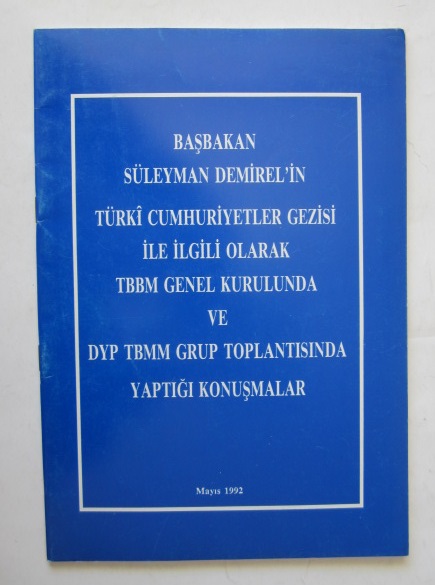 BAŞBAKAN
SÜLEYMAN DEMİREL'İN
TÜRKÎ CUMHURİYETLER GEZİSİ
İLE İLGİLİ OLARAK
TBBM GENEL KURULUNDA
VE
DYP TBMM GRUP TOPLANTISINDA
YAPTIĞI KONUŞMALAR
Mayıs 1992